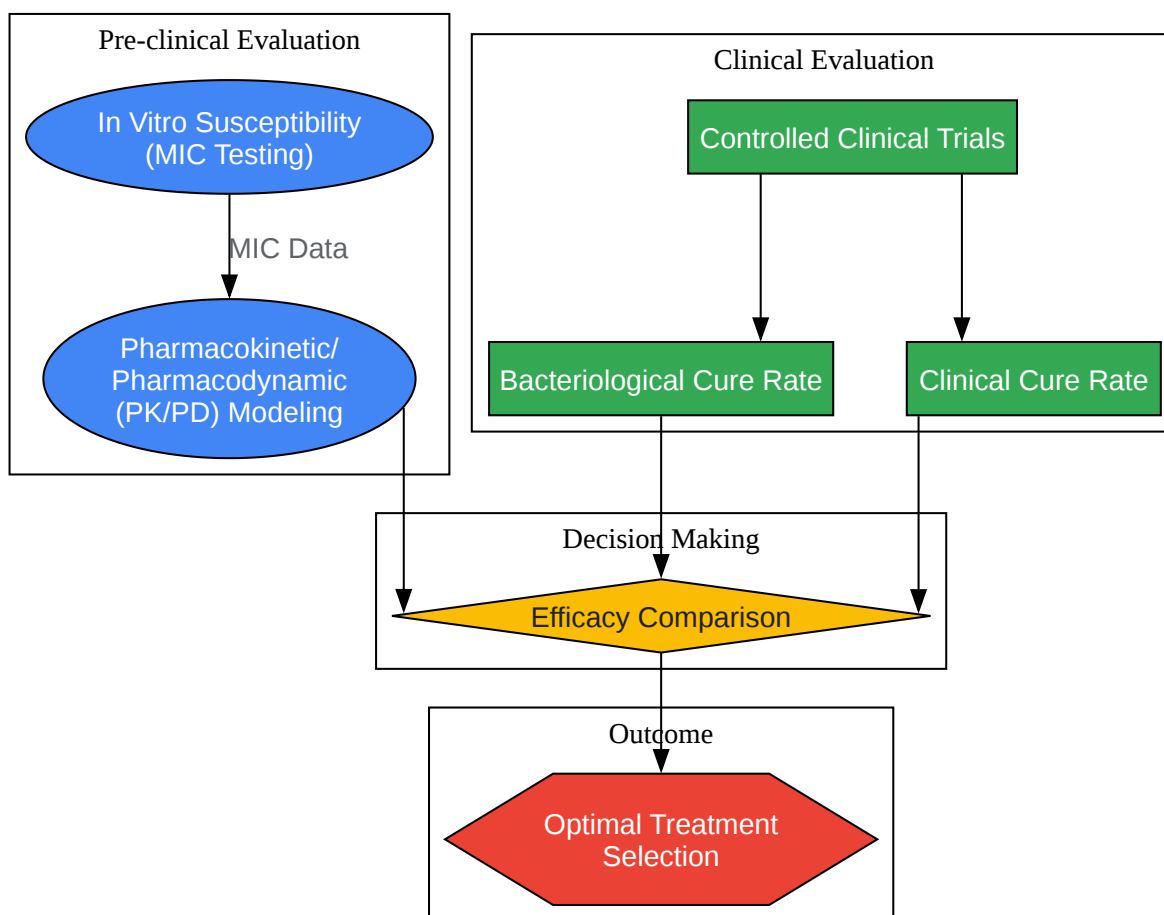 Pre-clinical Evaluation
In Vitro Susceptibility
(MIC Testing)
MIC Data
Pharmacokinetic/
Pharmacodynamic
(PK/PD) Modeling
Clinical Evaluation
Controlled Clinical Trials
Bacteriological Cure Rate
Clinical Cure Rate
Decision Making
Efficacy Comparison
Outcome
Optimal Treatment
Selection